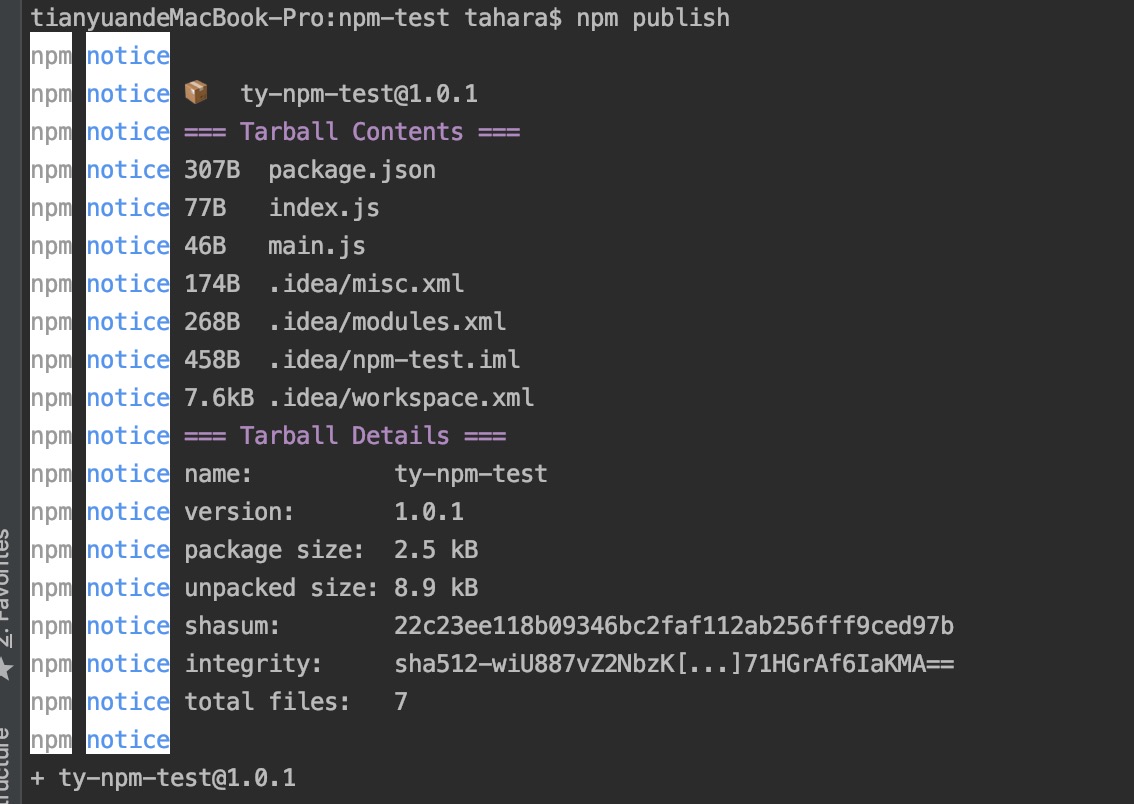 tianyuandeMacBook-Pro:npm-test tahara$ npm publish
npm notice
npm notice 📦  ty-npm-test@1.0.1
npm notice === Tarball Contents ===
npm notice 307B  package.json
npm notice 77B   index.js
npm notice 46B   main.js
npm notice 174B  .idea/misc.xml
npm notice 268B  .idea/modules.xml
npm notice 458B  .idea/npm-test.iml
npm notice 7.6kB .idea/workspace.xml
npm notice === Tarball Details ===
npm notice name:          ty-npm-test
npm notice version:       1.0.1
npm notice package size:  2.5 kB
npm notice unpacked size: 8.9 kB
npm notice shasum:        22c23ee118b09346bc2faf112ab256fff9ced97b
npm notice integrity:     sha512-wiU887vZ2NbzK[...]71HGrAf6IaKMA==
npm notice total files:   7
npm notice
+ ty-npm-test@1.0.1
2: Favorites